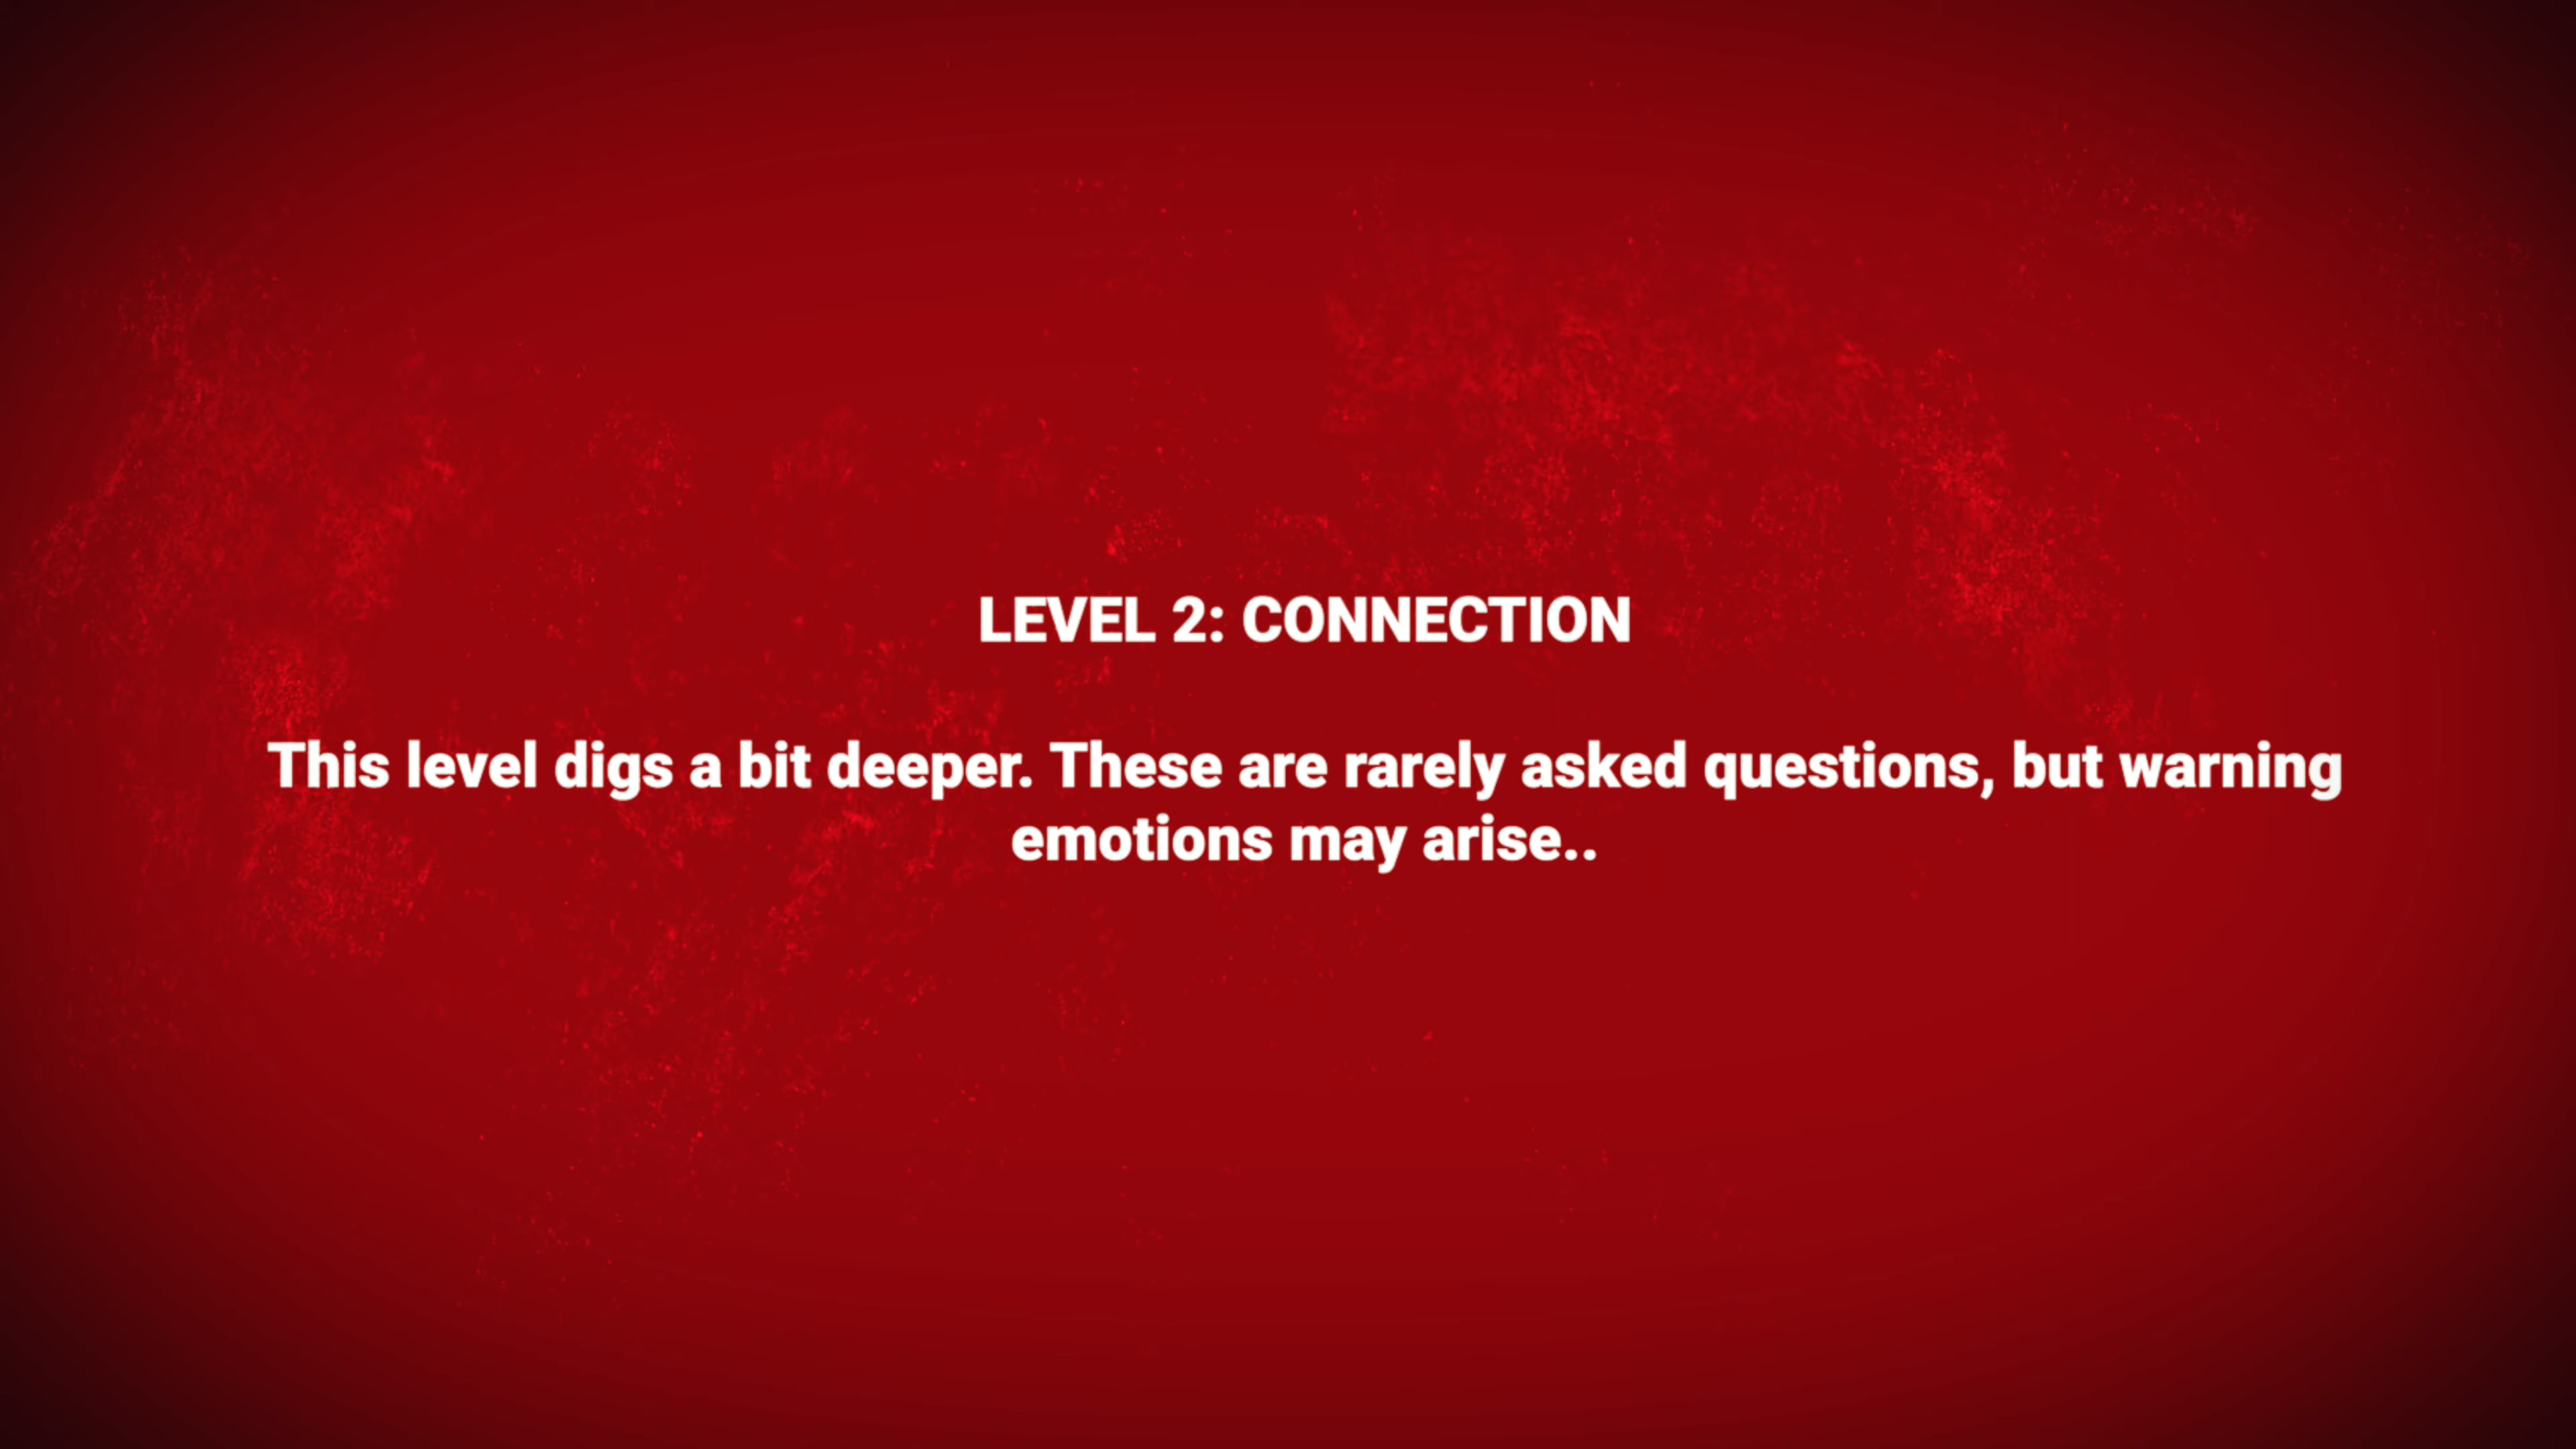 LEVEL 2: CONNECTION
This level digs a bit deeper. These are rarely asked questions, but warning
emotions may arise..